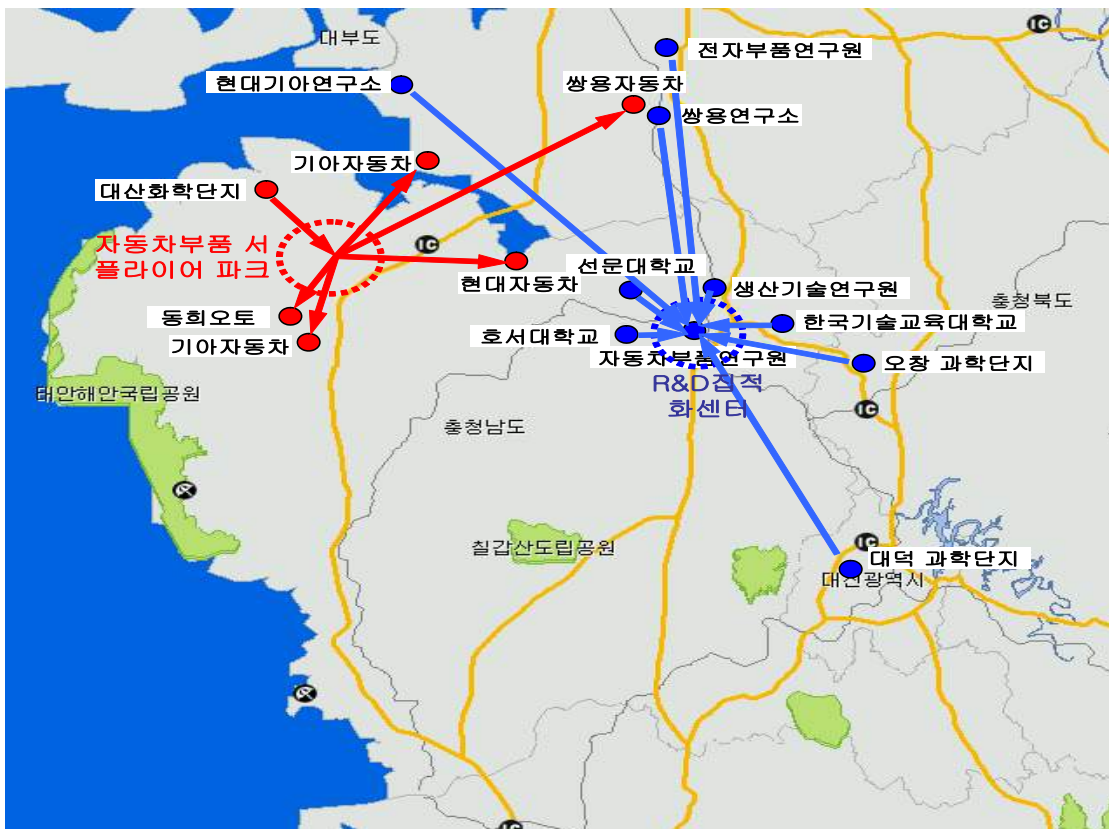 대부도
전자부품연구원
현대기아연구소
쌍용자동차
쌍용연구소
기아자동차
대산화학단지
자동차부품 서
플라이어 파크
현대자동차
선문대학교
생산기술연구원
충청북도
동희오토
기아자동차
호서대학교
한국기술교육대학교
자동차부품연구원
오창 과학단지
R&D집적
화센터
태안해안국립공원
충청남도
칠갑산도립공원
대덕 과학단지
대전광역시
IC
IC
IC
IC
IC